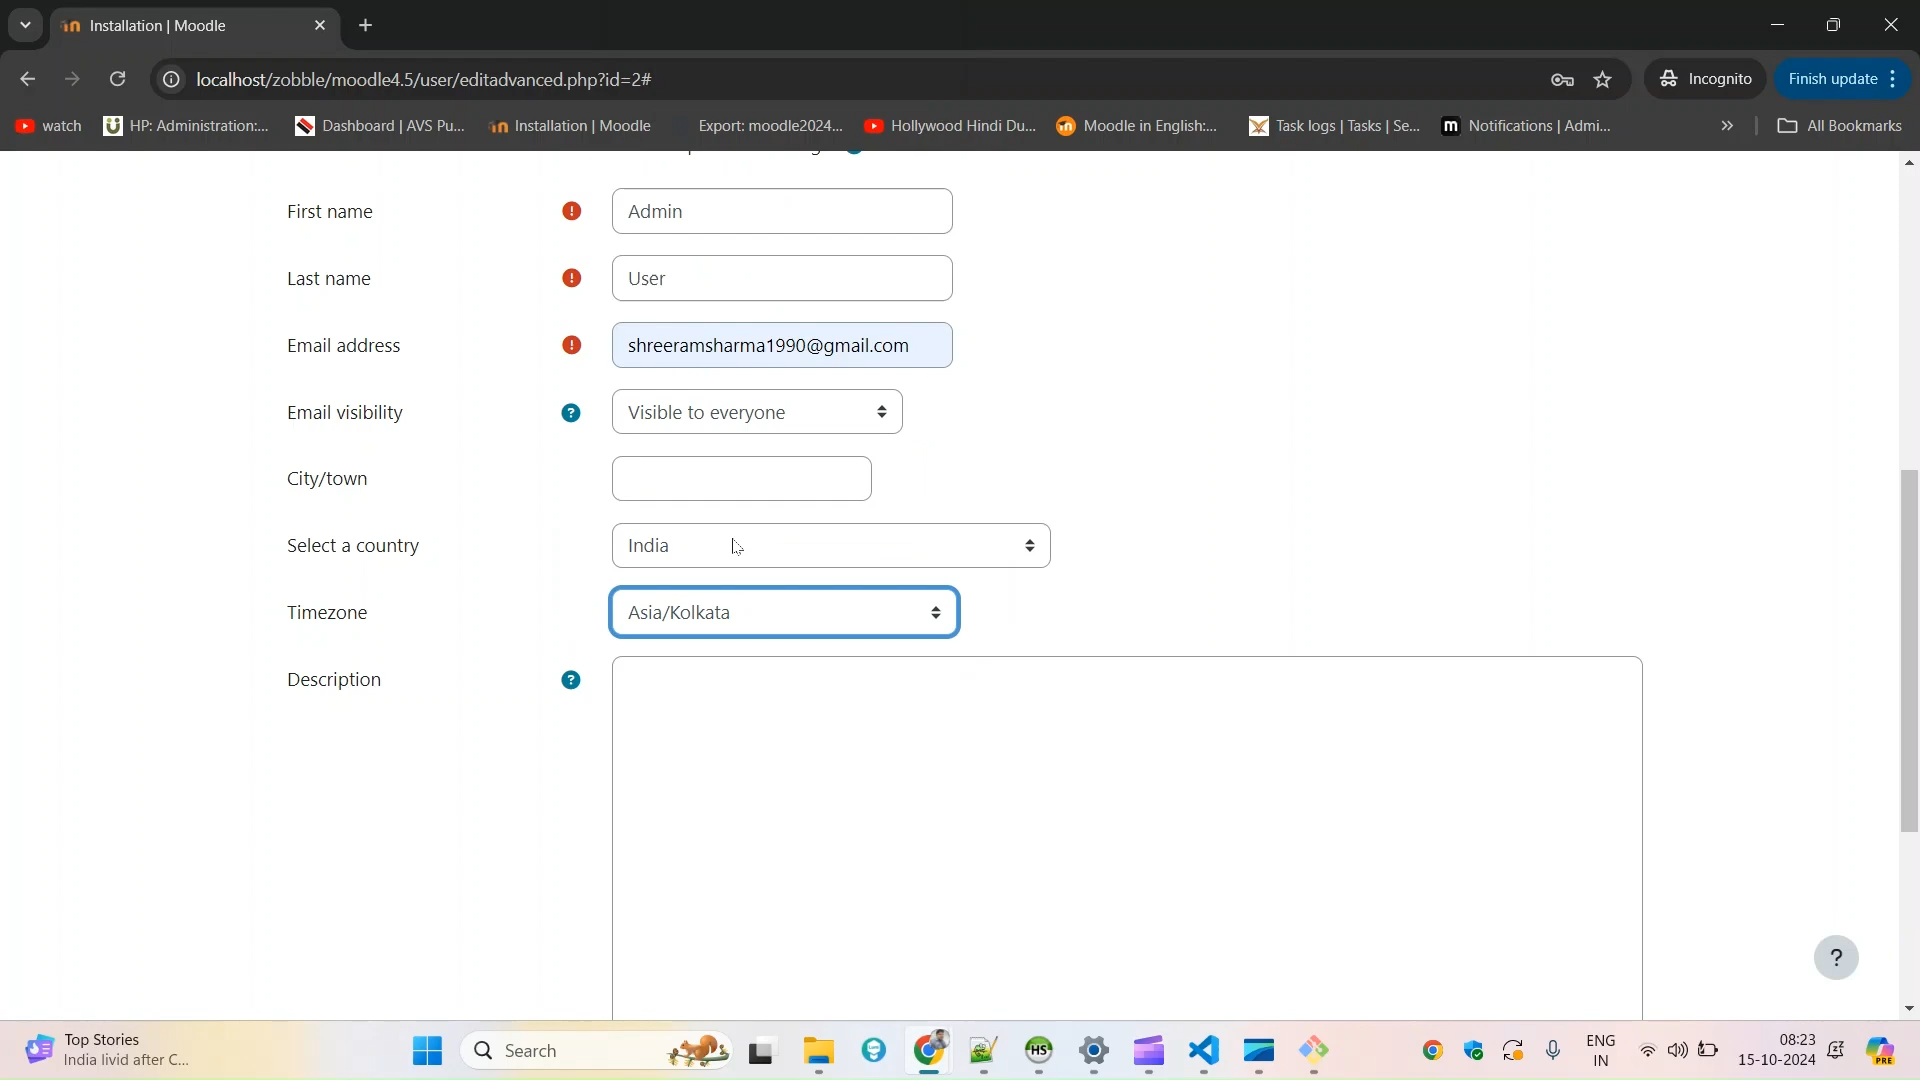 Installation | Moodle
localhost/zobble/moodle4.5/user/editadvanced.php?id=2#
Incognito
Finish update
watch
HP: Administration:...
Dashboard | AVS Pu...
Installation | Moodle
Export: moodle2024...
Hollywood Hindi Du...
Moodle in English:...
Task logs | Tasks | Se...
m
Notifications | Admi...
»
All Bookmarks
First name
!
Admin
Last name
!
User
Email address
!
shreeramsharma1990@gmail.com
Email visibility
?
Visible to everyone
City/town
Select a country
India
Timezone
Asia/Kolkata
Description
?
?
Top Stories
India livid after C...
Search
HS
ENG
IN
08:23
15-10-2024
PRE